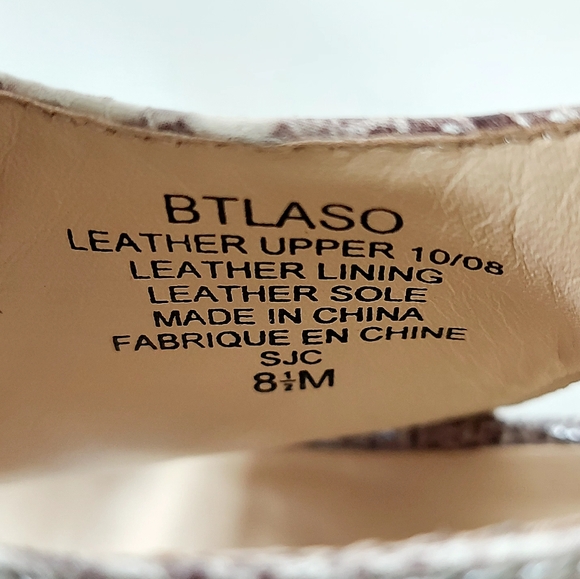 BTLASO
LEATHER UPPER 10/08
LEATHER LINING
LEATHER SOLE
MADE IN CHINA
FABRIQUE EN CHINE
SJC
8½M